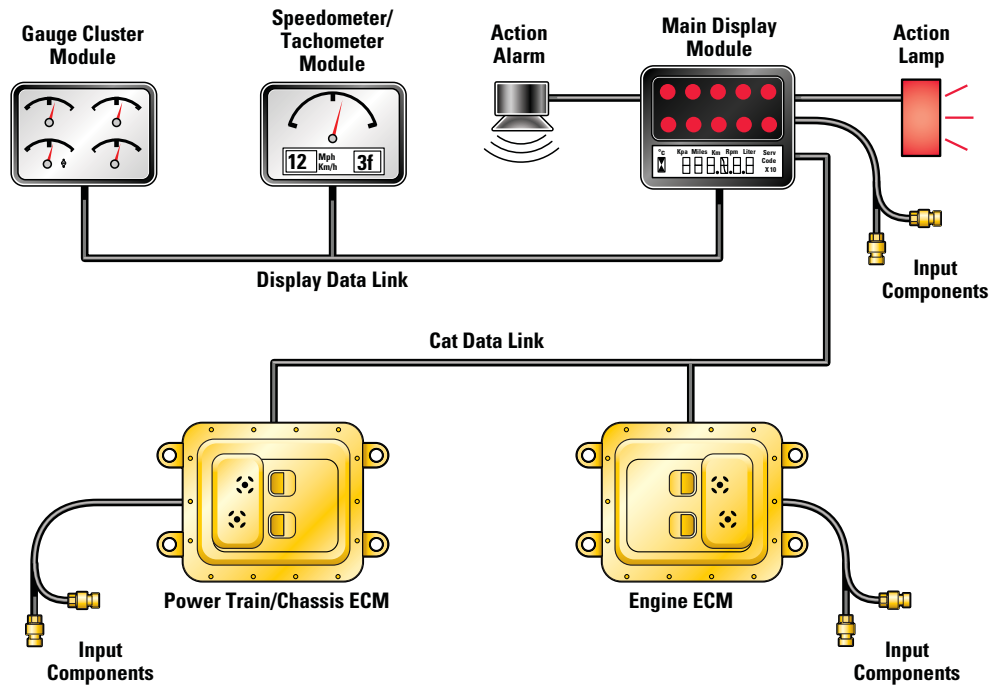 Gauge Cluster
Module
Speedometer/
Tachometer
Module
Action
Alarm
Main Display
Module
Action
Lamp
12
Mph
Km/h
3f
°C
Kpa Miles Km Rpm Liter
Serv
Code
X 10
Input
Components
Display Data Link
Cat Data Link
Power Train/Chassis ECM
Engine ECM
Input
Components
Input
Components